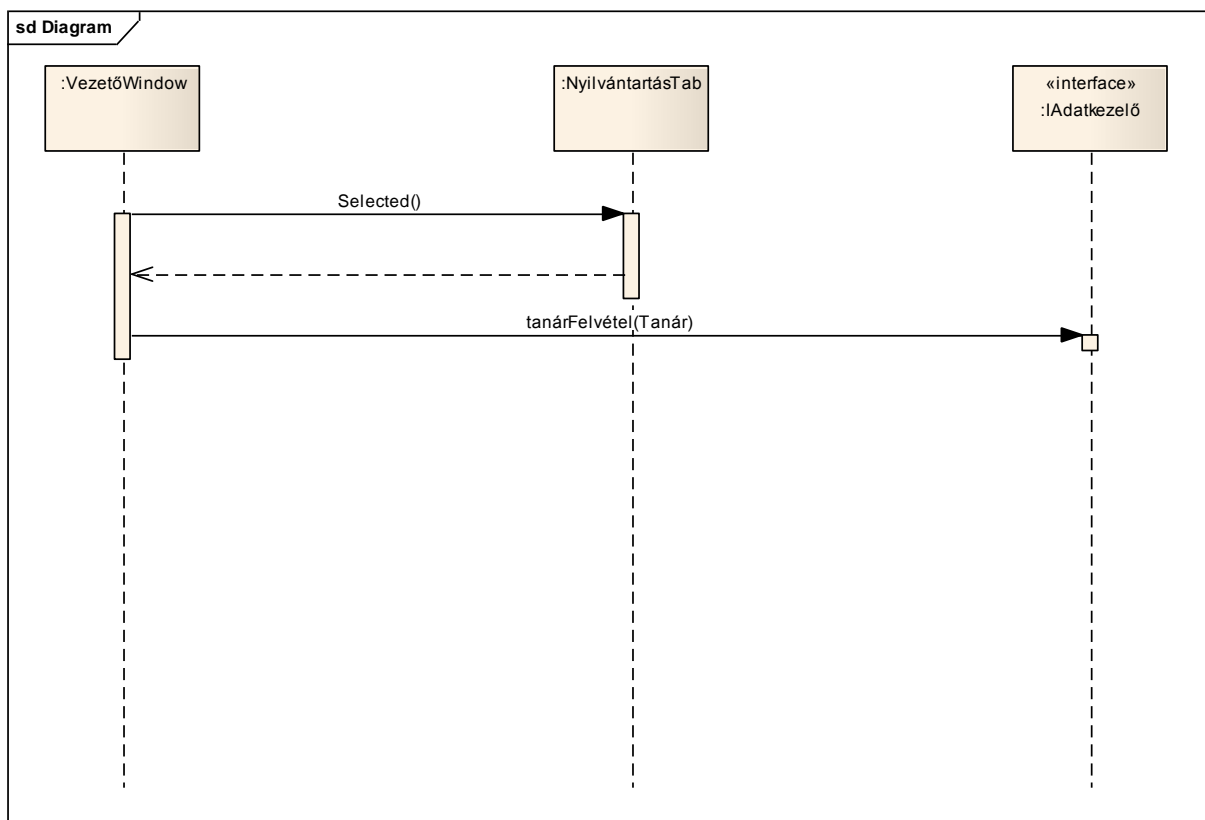 sd Diagram
:VezetőWindow
:NyilvántartásTab
«interface»
:IAdatkezelő
Selected()
tanárFelvétel(Tanár)